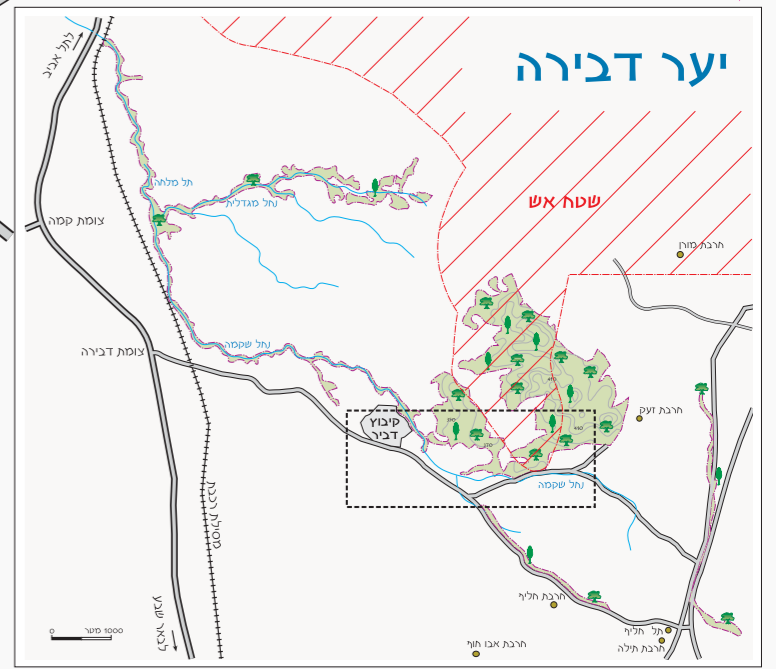 יער דבירה
לתל אביב
תל מלחה
נחל מגדלית
שטח אש
צומת קמה
חרבת מורן
נחל שקמה
צומת דבירה
חרבת זעק
קיבוץ
דביר
נחל שקמה
מסילת רכבת
חרבת חליף
תל חליף
חרבת תילה
חרבת אבו חוף
לבאר שבע
0 1000 מטר